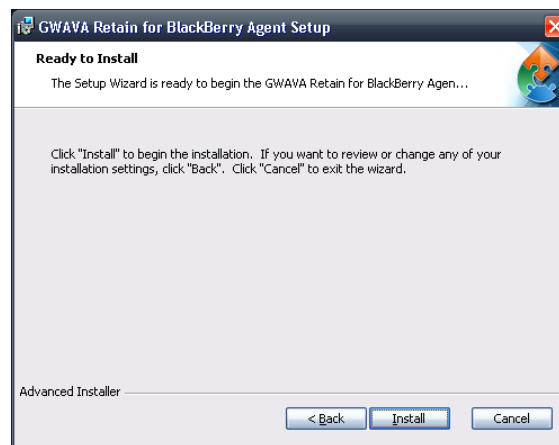 GWAVA Retain for BlackBerry Agent Setup
Ready to Install
The Setup Wizard is ready to begin the GWAVA Retain for BlackBerry Agen...
Click "Install" to begin the installation. If you want to review or change any of your
installation settings, click "Back". Click "Cancel" to exit the wizard.
Advanced Installer
< Back
Install
Cancel